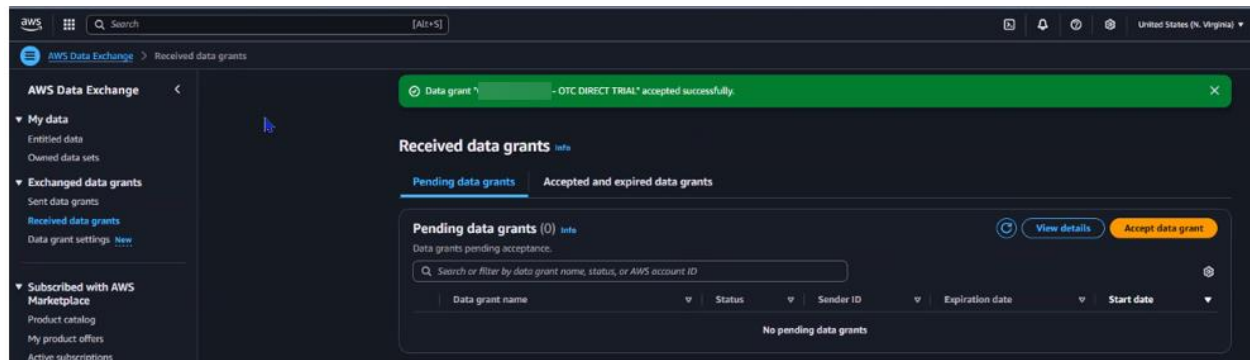 aws
Search
[Alt+S]
United States (N. Virginia)
AWS Data Exchange > Received data grants
AWS Data Exchange
My data
Entitled data
Owned data sets
Exchanged data grants
Sent data grants
Received data grants
Data grant settings New
Subscribed with AWS
Marketplace
Product catalog
My product offers
Active subscriptions
Data grant " - OTC DIRECT TRIAL" accepted successfully.
Received data grants Info
Pending data grants
Accepted and expired data grants
Pending data grants (0) Info
View details
Accept data grant
Data grants pending acceptance.
Search or filter by data grant name, status, or AWS account ID
Data grant name Status Sender ID Expiration date Start date
No pending data grants